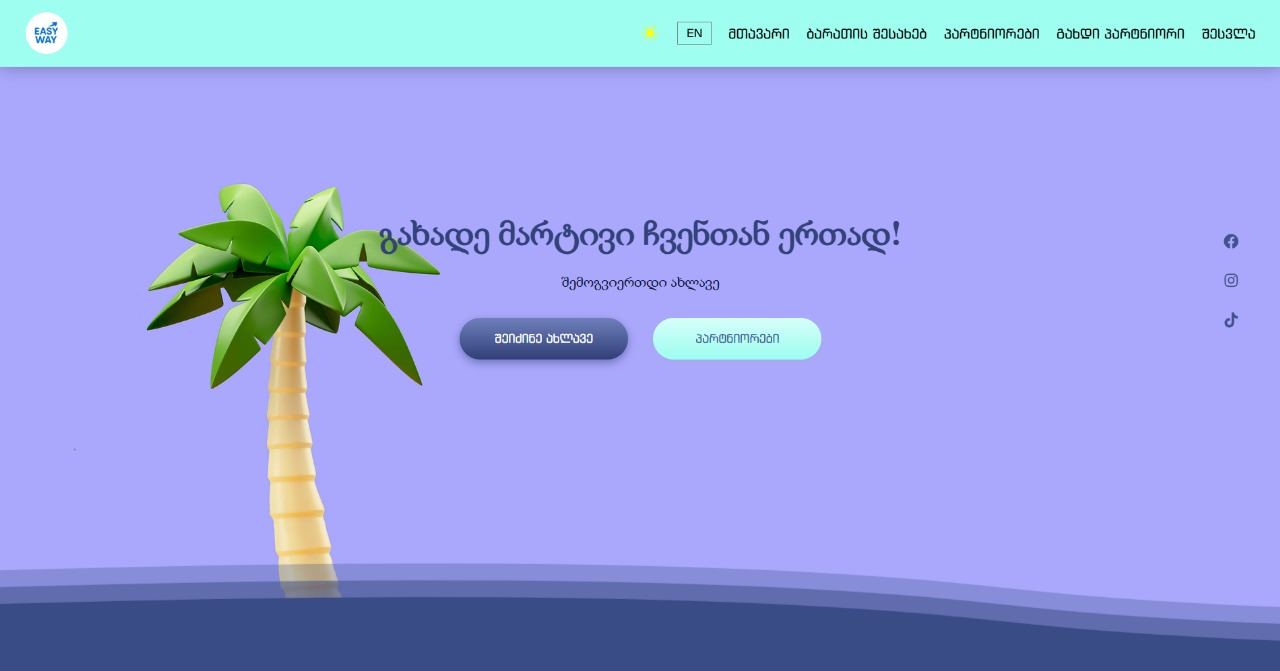 EASY
WAY
EN მთავარი ბარათის შესახებ პარტნიორები გახდი პარტნიორი შესვლა
გახადე მარტივი ჩვენთან ერთად!
შემოგვიერთდი ახლავე
შეიძინე ახლავე პარტნიორები